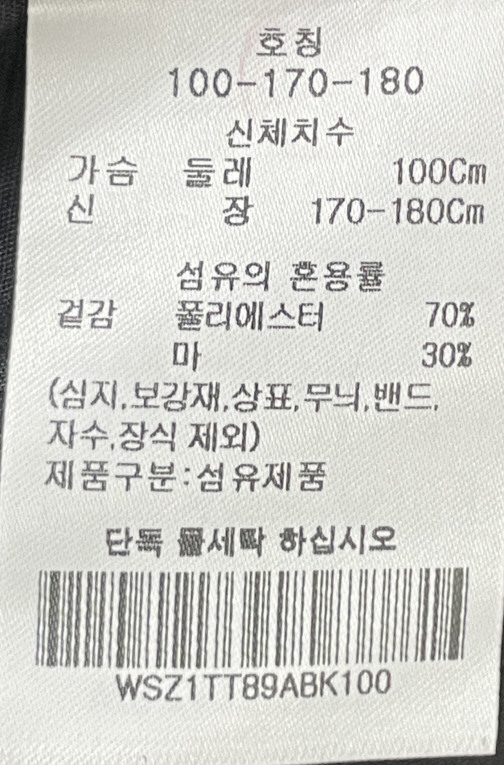 호칭
100-170-180
신체치수
가슴 둘레 100Cm
신 장 170-180Cm
섬유의 혼용률
겉감 폴리에스터 70%
마 30%
(심지,보강재,상표,무늬,밴드,
자수,장식 제외)
제품구분:섬유제품
단독 물세탁 하십시오
WSZ1TT89ABK100